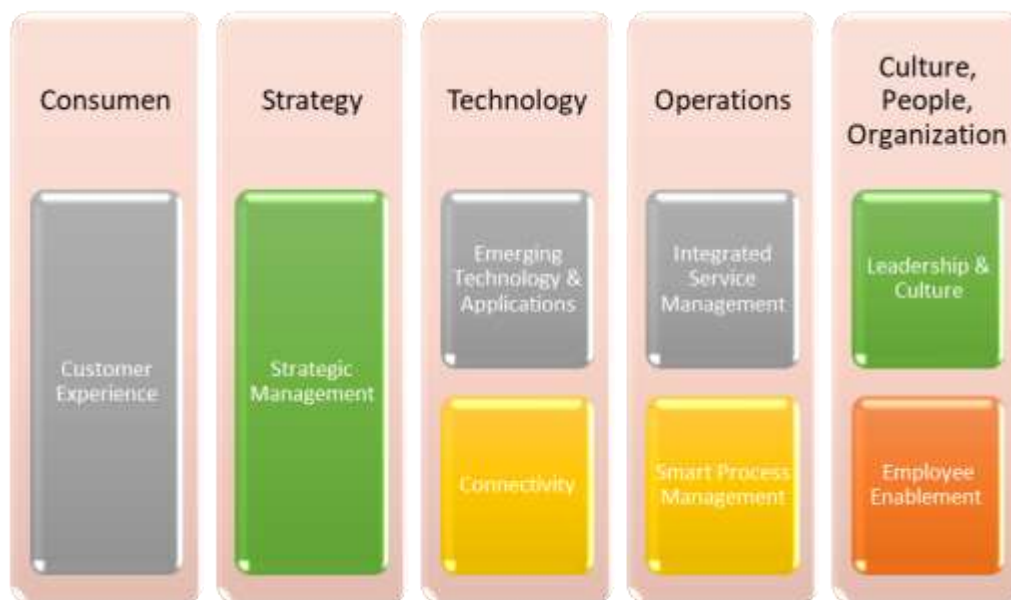 Consumen
Customer
Experience
Strategy
Strategic
Management
Technology
Emerging
Technology &
Applications
Connectivity
Operations
Integrated
Service
Management
Smart Process
Management
Culture,
People,
Organization
Leadership &
Culture
Employee
Enablement